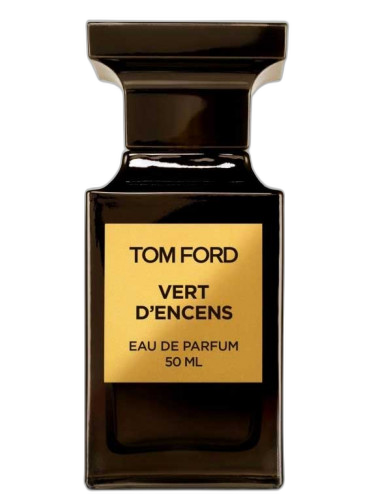 TOM FORD
VERT
D'ENCENS
EAU DE PARFUM
50 ML